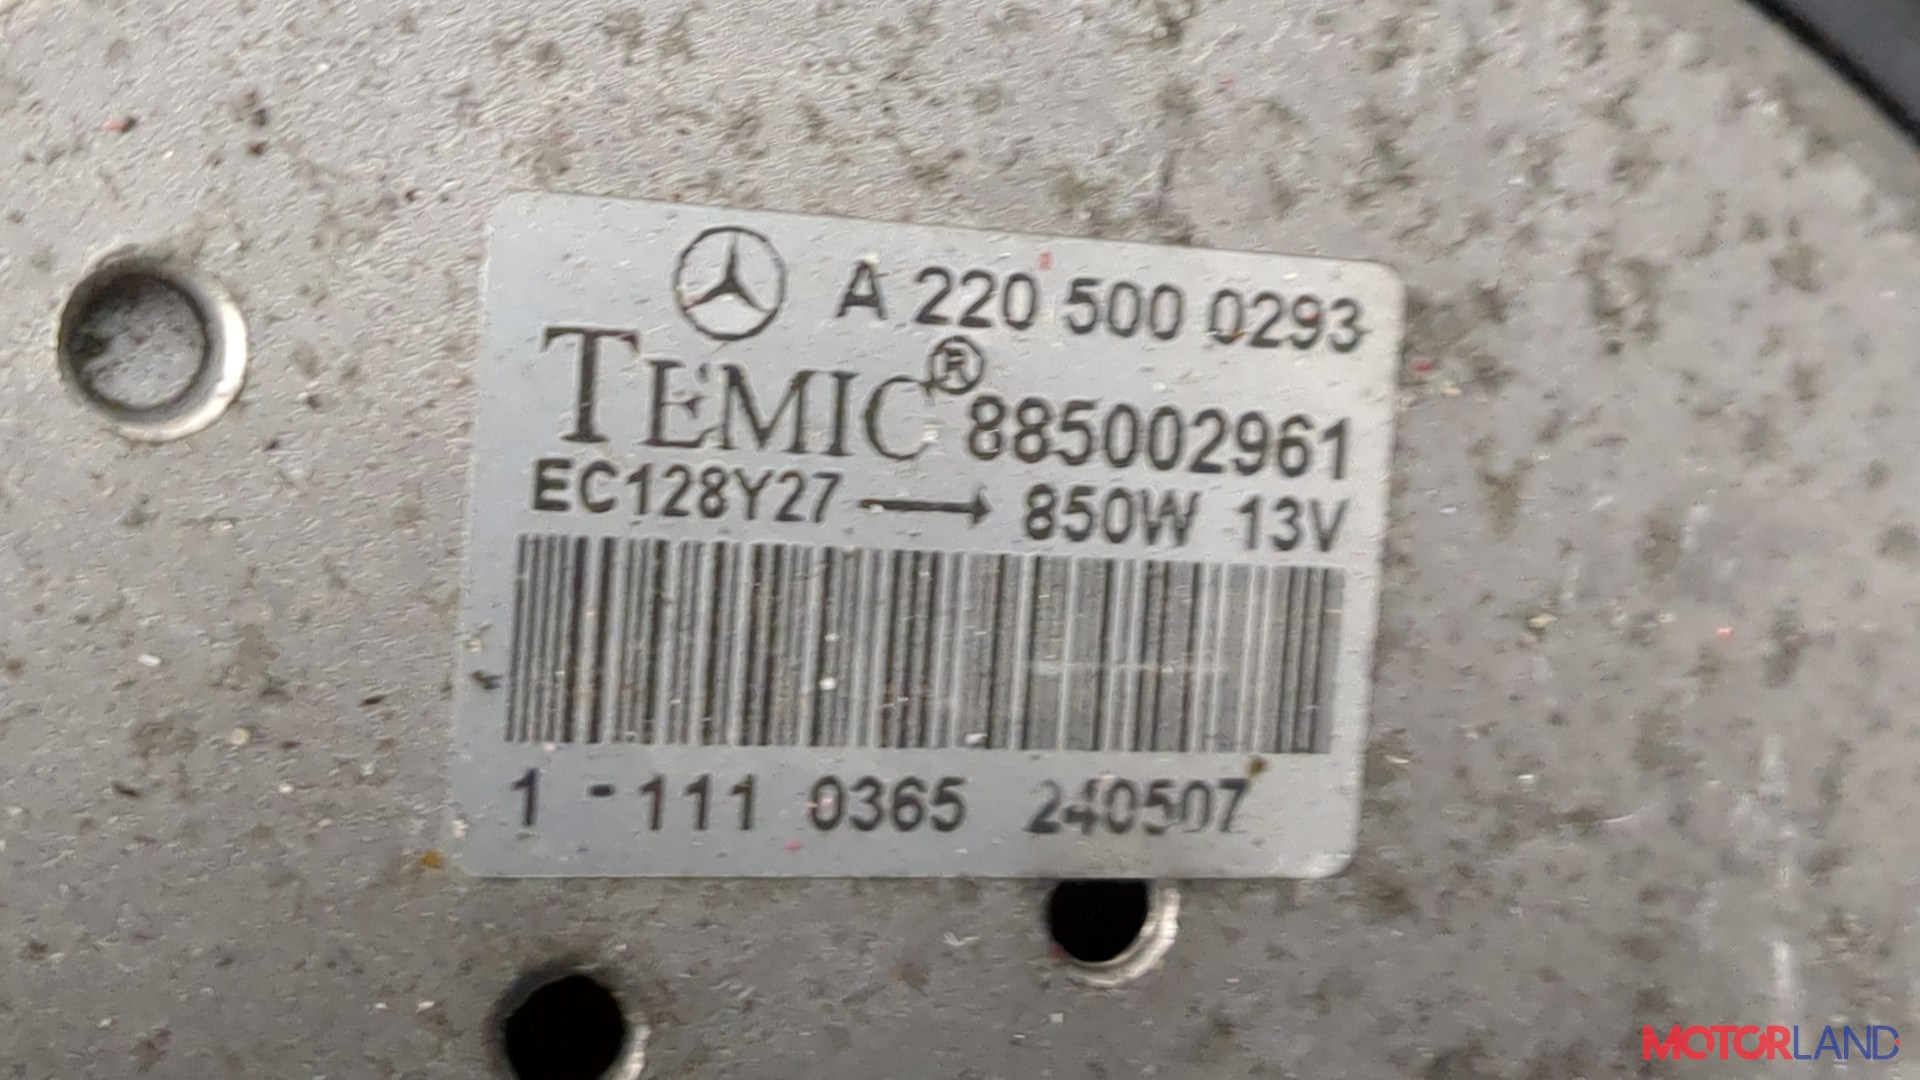 A 220 500 0293
TEMIC® 885002961
EC128Y27 → 850W 13V
1 - 111 0365 240507
MOTORLAND